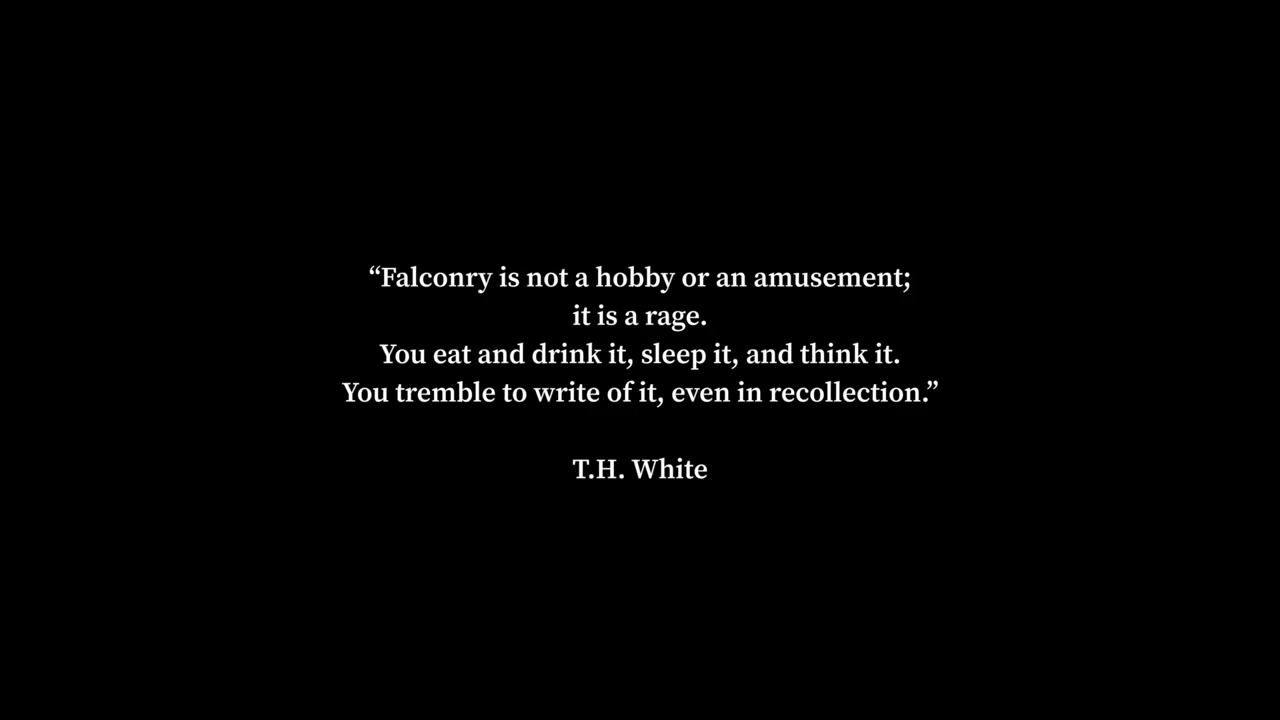 “Falconry is not a hobby or an amusement;
it is a rage.
You eat and drink it, sleep it, and think it.
You tremble to write of it, even in recollection.”
T.H. White